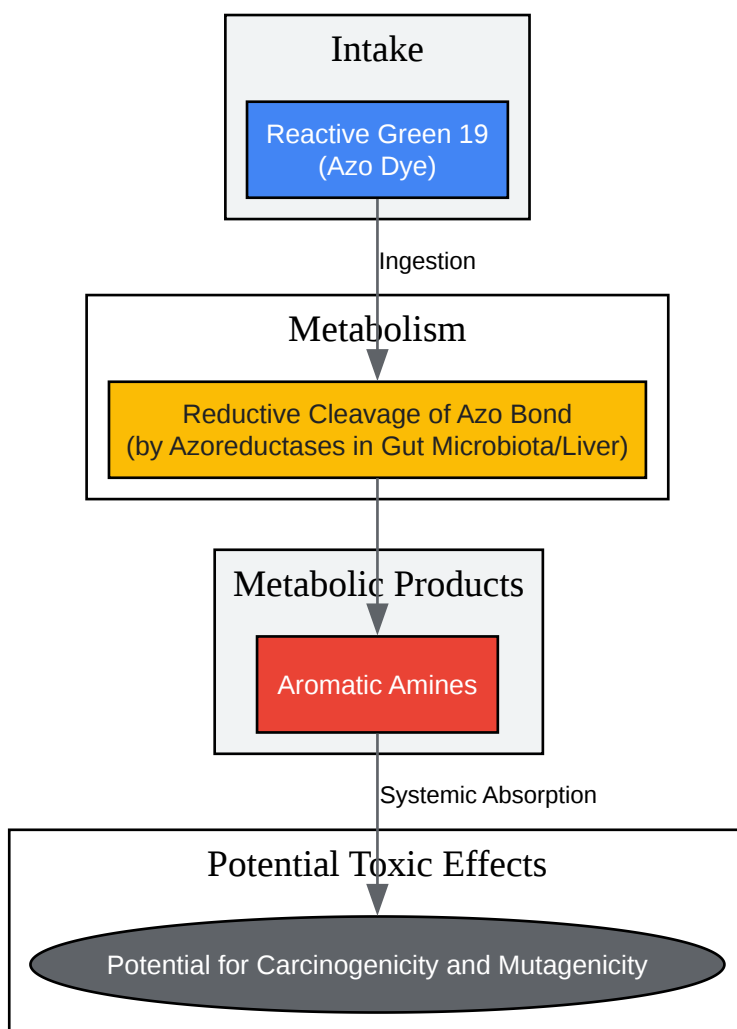 Intake
Reactive Green 19
(Azo Dye)
Ingestion
Metabolism
Reductive Cleavage of Azo Bond
(by Azoreductases in Gut Microbiota/Liver)
Metabolic Products
Aromatic Amines
Systemic Absorption
Potential Toxic Effects
Potential for Carcinogenicity and Mutagenicity